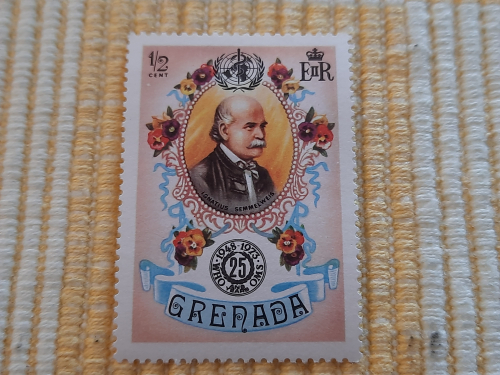 1/2
CENT
EIIR
IGNATIUS SEMMELWEIS
1948-1973
WHO 25 OMS
GRENADA